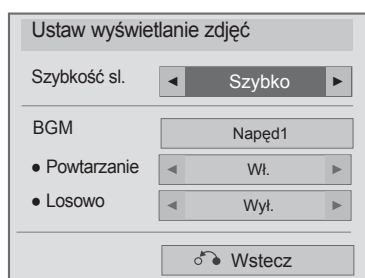 Ustaw wyświetlanie zdjęć
Szybkość sl. ◄ Szybko ►
BGM Napęd1
● Powtarzanie ◄ Wł. ►
● Losowo ◄ Wył. ►
Wstecz